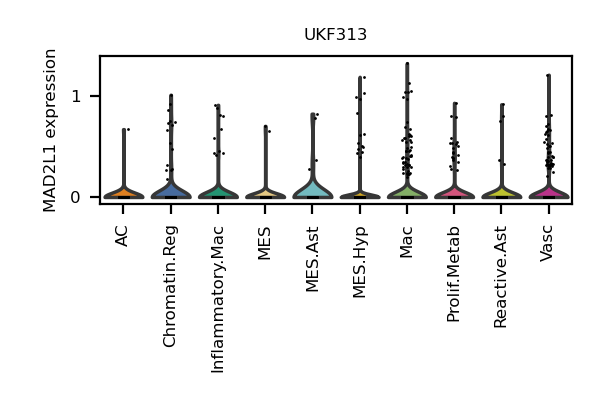 UKF313
MAD2L1 expression
1
0
AC
Chromatin.Reg
Inflammatory.Mac
MES
MES.Ast
MES.Hyp
Mac
Prolif.Metab
Reactive.Ast
Vasc